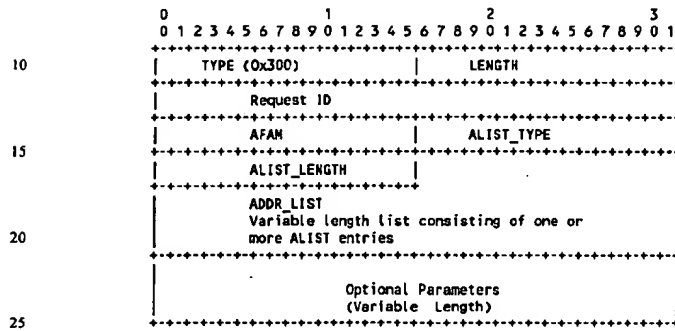 0 1 2 3
0 1 2 3 4 5 6 7 8 9 0 1 2 3 4 5 6 7 8 9 0 1 2 3 4 5 6 7 8 9 0 1
10 TYPE (0x300) LENGTH
Request ID
AFAM ALIST_TYPE
15
ALIST_LENGTH
ADDR_LIST
Variable length list consisting of one or
20 more ALIST entries
Optional Parameters
(Variable Length)
25